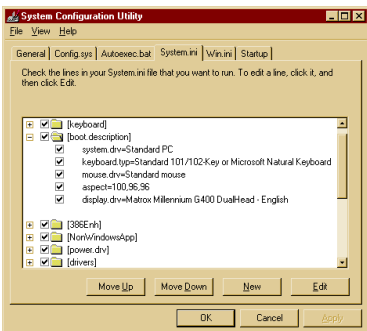 System Configuration Utility
File View Help
General Config.sys Autoexec.bat System.ini Win.ini Startup
Check the lines in your System.ini file that you want to run. To edit a line, click it, and
then click Edit.
[keyboard]
[boot.description]
system.drv=Standard PC
keyboard.typ=Standard 101/102-Key or Microsoft Natural Keyboard
mouse.drv=Standard mouse
aspect=100,96,96
display.drv=Matrox Millennium G400 DualHead - English
[386Enh]
[NonWindowsApp]
[power.drv]
[drivers]
Move Up Move Down New Edit
OK Cancel Apply